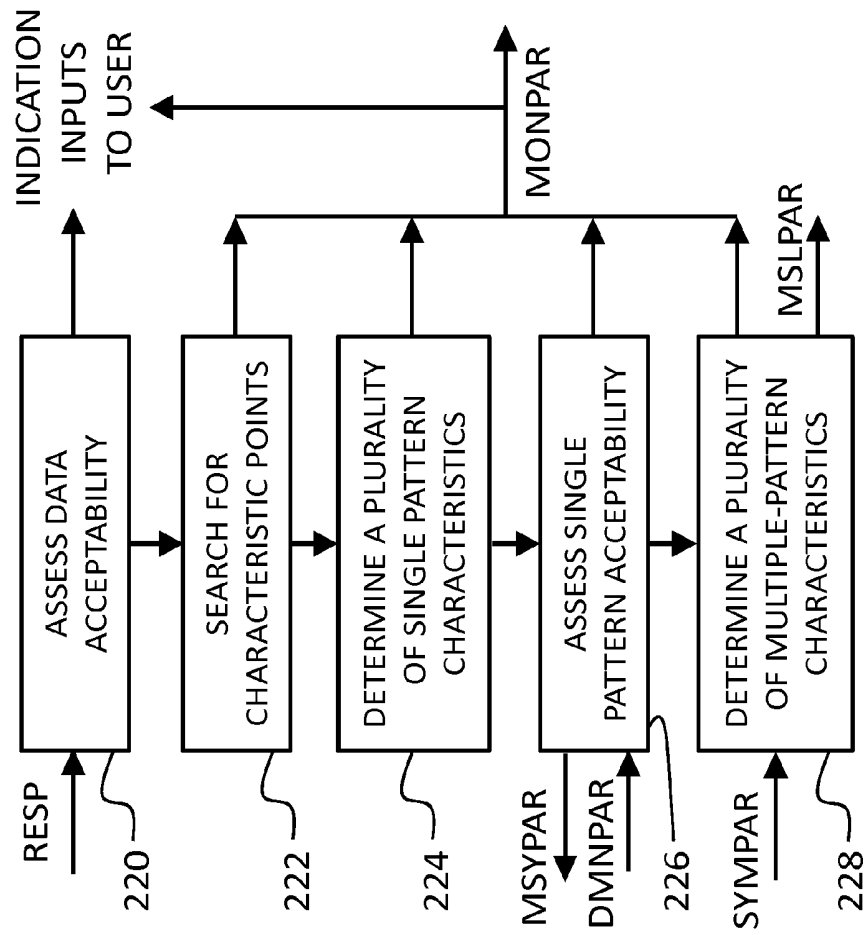 INDICATION
INPUTS
TO USER
RESP
ASSESS DATA
ACCEPTABILITY
220
SEARCH FOR
CHARACTERISTIC POINTS
222
DETERMINE A PLURALITY
OF SINGLE PATTERN
CHARACTERISTICS
224
MONPAR
MSYPAR
DMNPAR
ASSESS SINGLE
PATTERN ACCEPTABILITY
226
SYMPAR
DETERMINE A PLURALITY
OF MULTIPLE-PATTERN
CHARACTERISTICS
MSLPAR
228